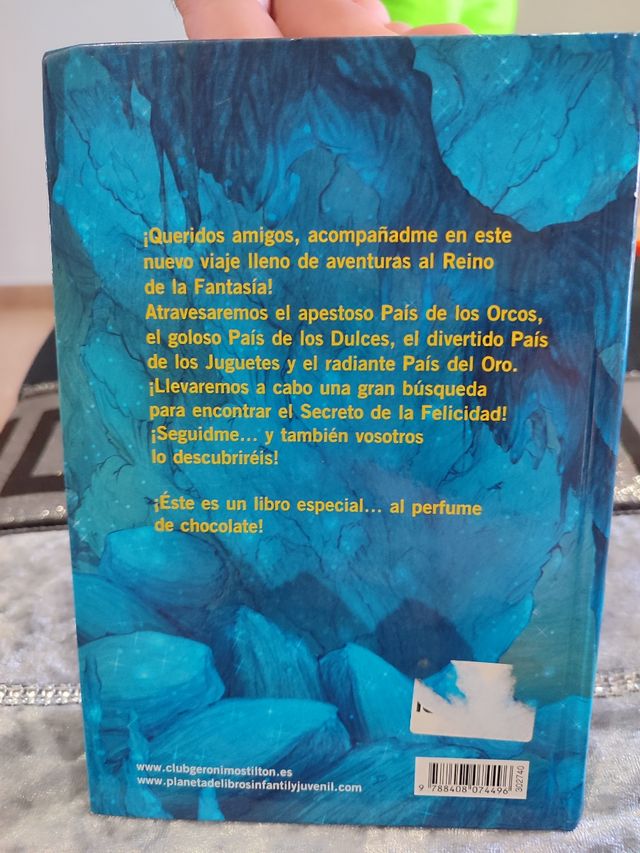 ¡Queridos amigos, acompañadme en este
nuevo viaje lleno de aventuras al Reino
de la Fantasía!
Atravesaremos el apestoso País de los Orcos,
el goloso País de los Dulces, el divertido País
de los Juguetes y el radiante País del Oro.
¡Llevaremos a cabo una gran búsqueda
para encontrar el Secreto de la Felicidad!
¡Seguidme... y también vosotros
lo descubriréis!
¡Éste es un libro especial... al perfume
de chocolate!
www.clubgeronimostilton.es
www.planetadelibrosinfantilyjuvenil.com
9 788408 074496
302740